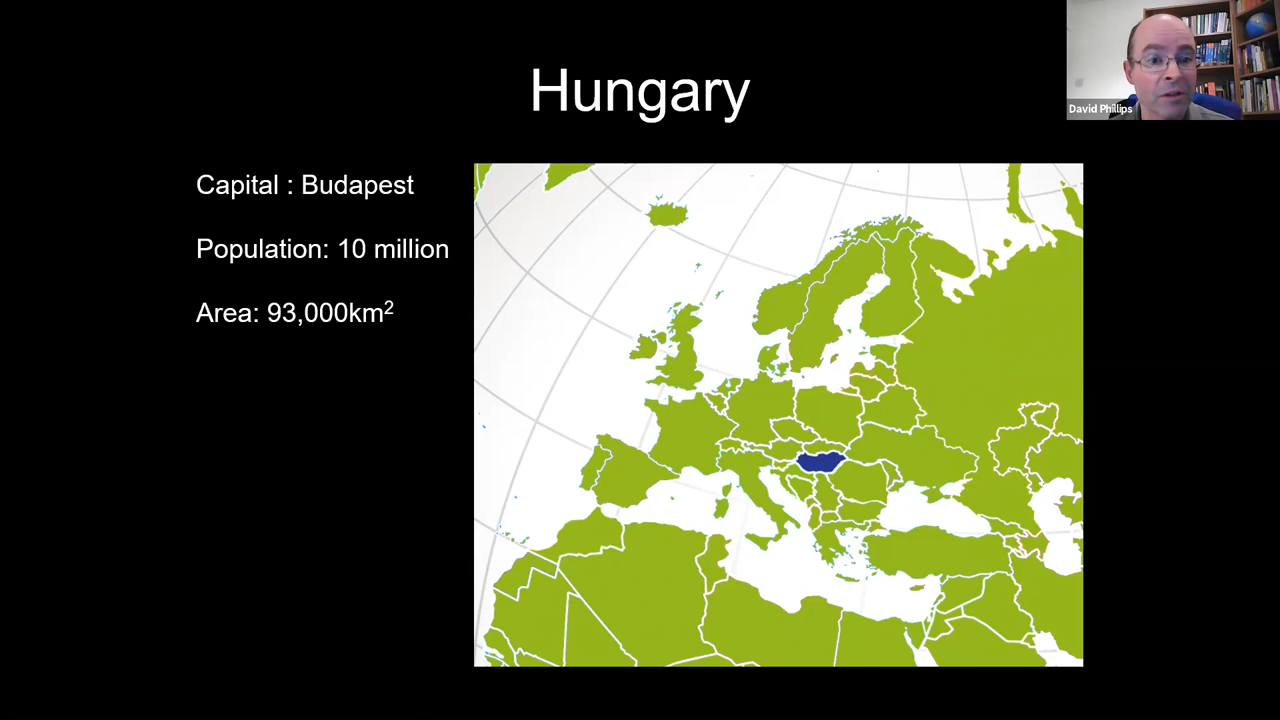 Hungary
David Phillips
Capital : Budapest
Population: 10 million
Area: 93,000km²